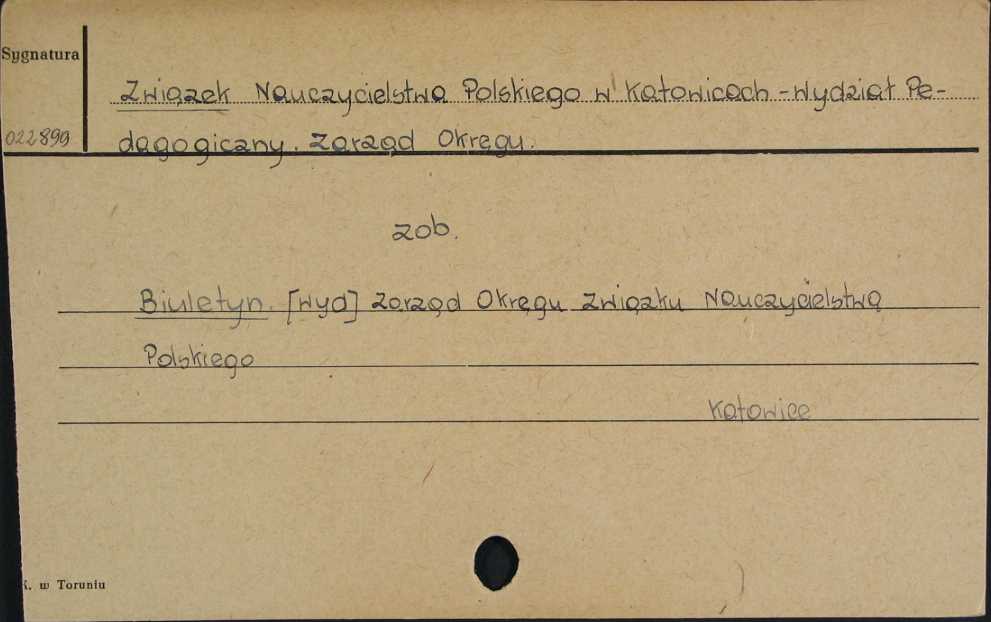 Sygnatura
Związek Nauczycielstwa Polskiego w Katowicach - Wydział Pe-
022899
dagogiczny. Zarząd Okręgu.
zob.
Biuletyn. [Wyd] Zarząd Okręgu Związku Nauczycielstwa
Polskiego
Katowice
K. w Toruniu